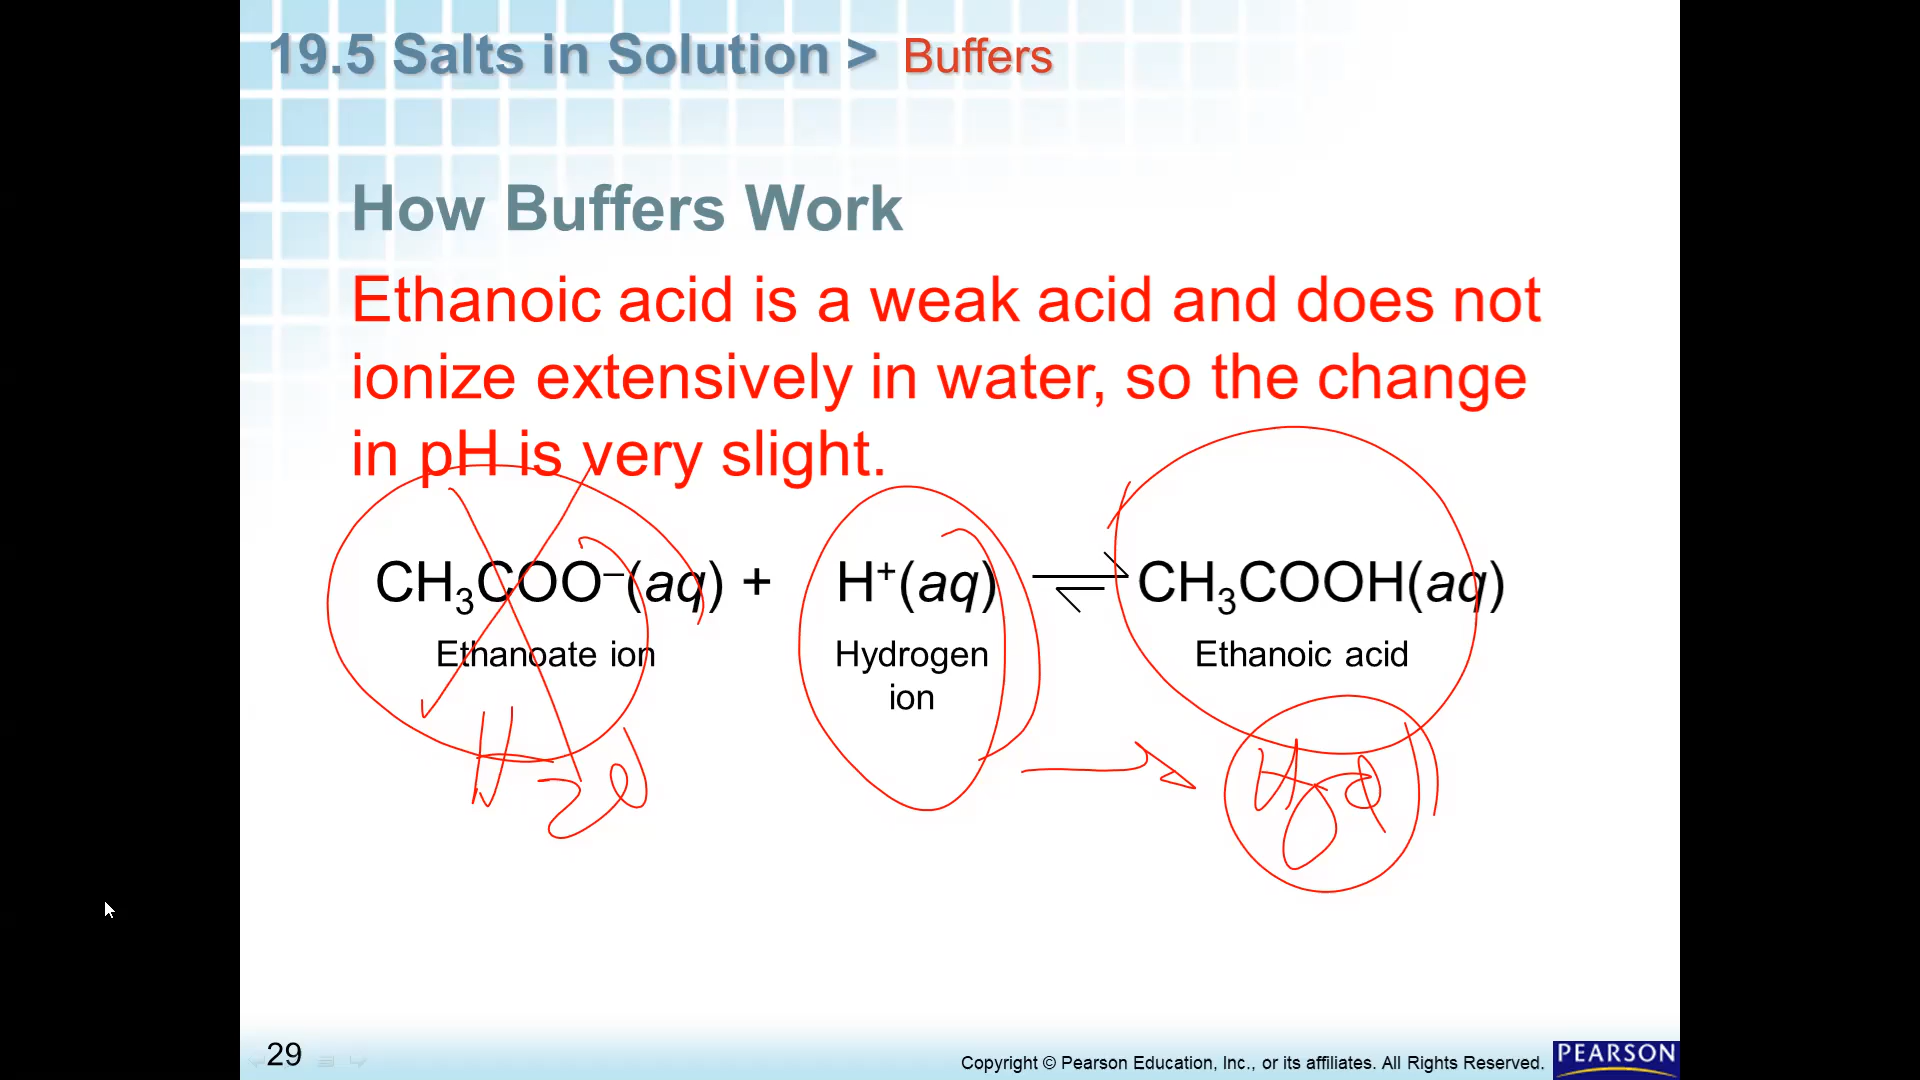 19.5 Salts in Solution > Buffers
How Buffers Work
Ethanoic acid is a weak acid and does not
ionize extensively in water, so the change
in pH is very slight.
CH₃COO⁻(aq) + H⁺(aq) ⇌ CH₃COOH(aq)
Ethanoate ion Hydrogen Ethanoic acid
ion
29
Copyright © Pearson Education, Inc., or its affiliates. All Rights Reserved.
PEARSON